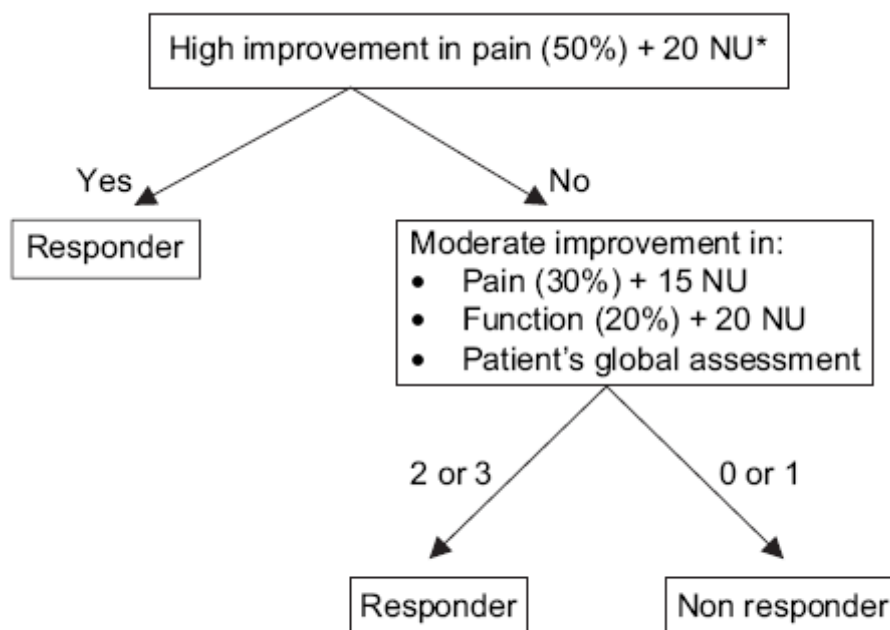 High improvement in pain (50%) + 20 NU*
Yes
No
Responder
Moderate improvement in:
• Pain (30%) + 15 NU
• Function (20%) + 20 NU
• Patient's global assessment
2 or 3
0 or 1
Responder
Non responder